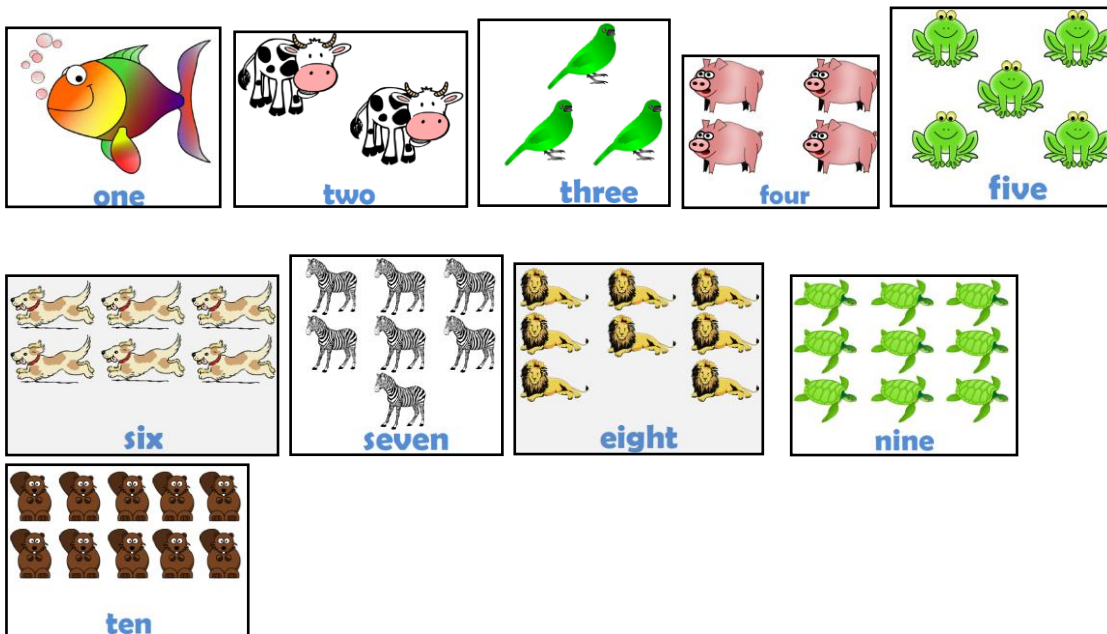 one
two
three
four
five
six
seven
eight
nine
ten